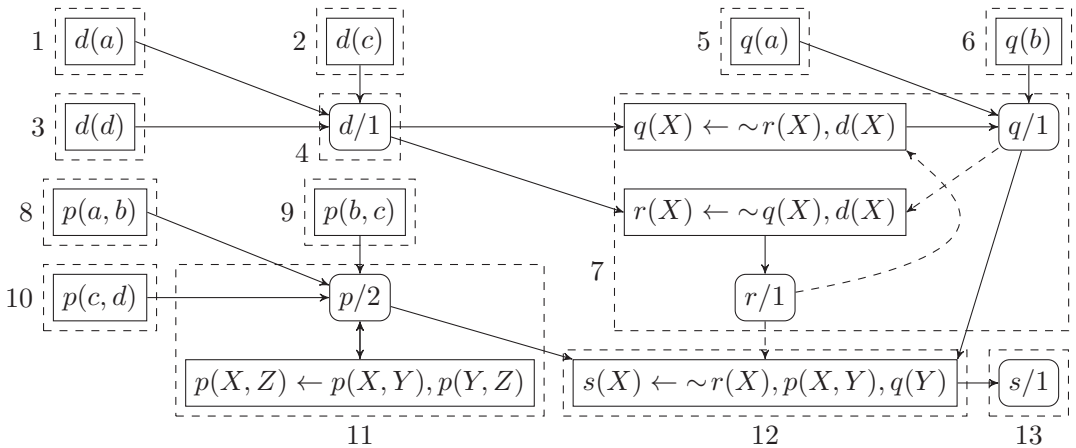 1 d(a)
2 d(c)
5 q(a)
6 q(b)
3 d(d)
d/1
4
q(X) ← ∼r(X), d(X)
q/1
8 p(a, b)
9 p(b, c)
r(X) ← ∼q(X), d(X)
7
10 p(c, d)
p/2
r/1
p(X, Z) ← p(X, Y), p(Y, Z)
s(X) ← ∼r(X), p(X, Y), q(Y)
s/1
11
12
13